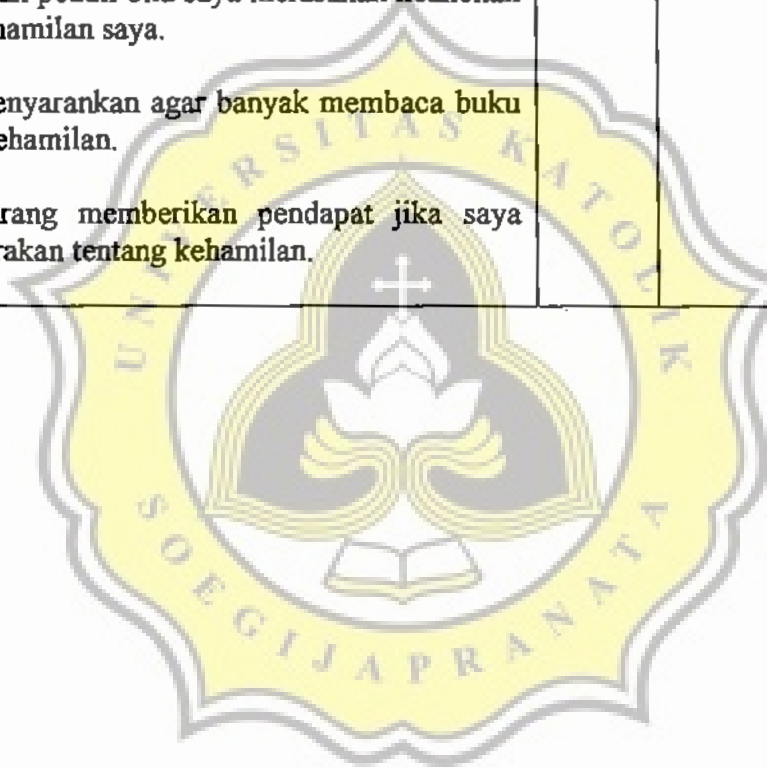 hamilan saya.
enyarankan agar banyak membaca buku
ehamilan.
rang memberikan pendapat jika saya
rakan tentang kehamilan.
UNIVERSITAS KATOLIK
SOEGIJAPRANATA